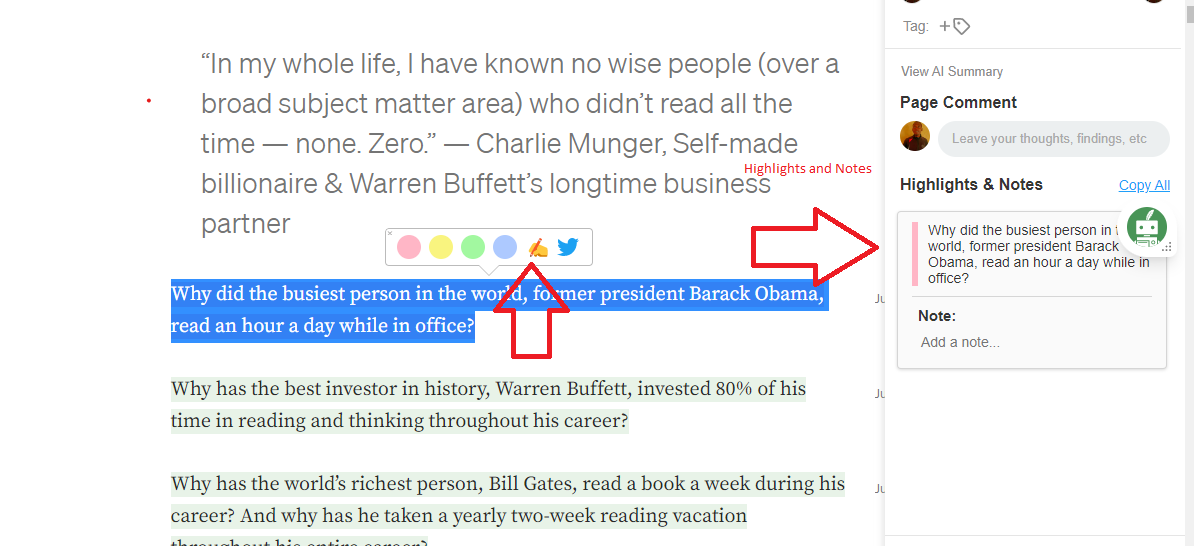 “In my whole life, I have known no wise people (over a
broad subject matter area) who didn’t read all the
time — none. Zero.” — Charlie Munger, Self-made
billionaire & Warren Buffett’s longtime business
partner
Why did the busiest person in the world, former president Barack Obama,
read an hour a day while in office?
Why has the best investor in history, Warren Buffett, invested 80% of his
time in reading and thinking throughout his career?
Why has the world’s richest person, Bill Gates, read a book a week during his
career? And why has he taken a yearly two-week reading vacation
throughout his entire career?
Highlights and Notes
Ju
Ju
Ju
Tag: +
View AI Summary
Page Comment
Leave your thoughts, findings, etc
Highlights & Notes
Copy All
Why did the busiest person in
world, former president Barack
Obama, read an hour a day while in
office?
Note:
Add a note...